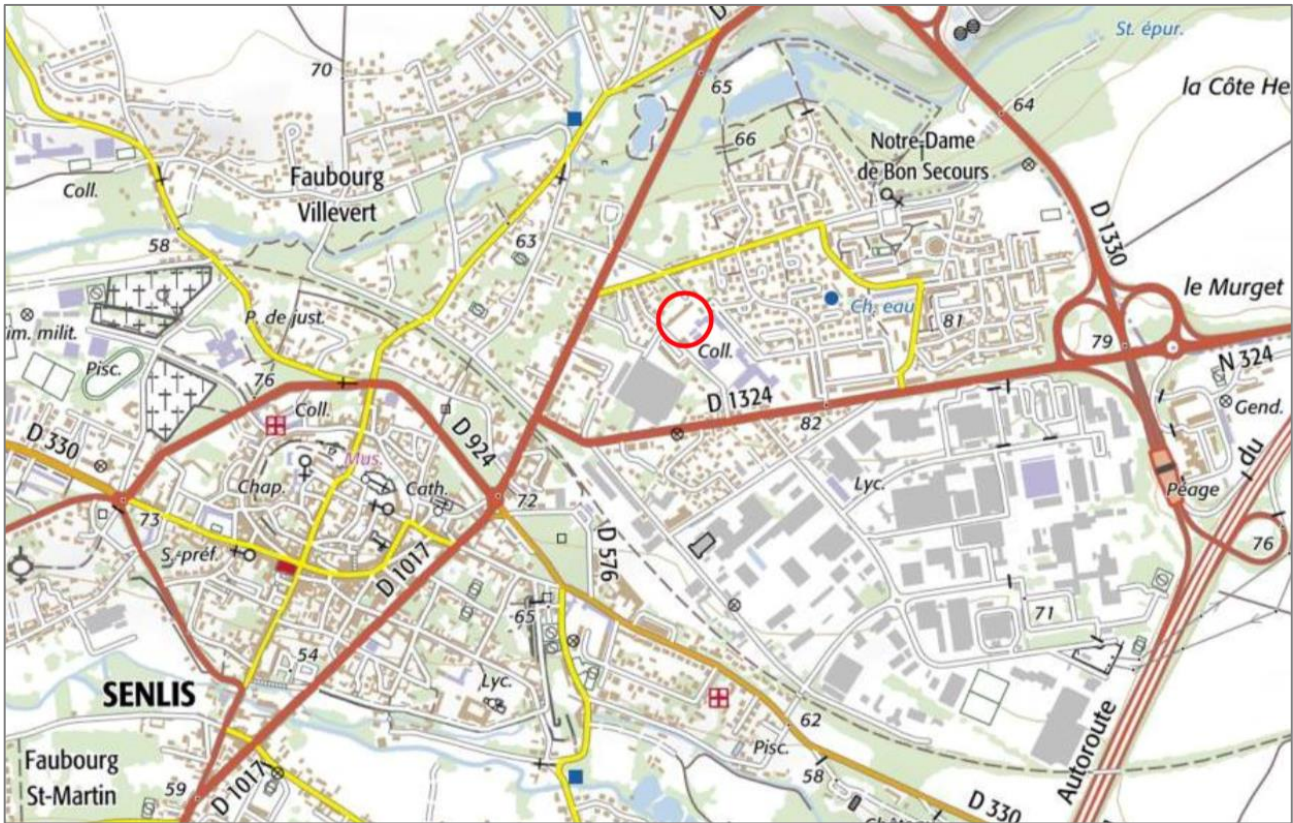 D
St. épur.
70
65
64
la Côte He
66
Notre-Dame
de Bon Secours
Coll.
Faubourg
Villevert
58
63
D 1330
le Murget
P. de just.
Ch. eau
81
im. milit.
79
Pisc.
Coll.
N 324
76
D 1324
Gend.
Coll.
82
D 330
D 924
du
Mus.
Chap.
Cath.
Lyc.
Péage
72
73
S.-préf.
D 1017
D 576
76
65
71
54
Lyc.
SENLIS
62
Pisc.
Autoroute
Faubourg
St-Martin
58
59
D 1017
D 330